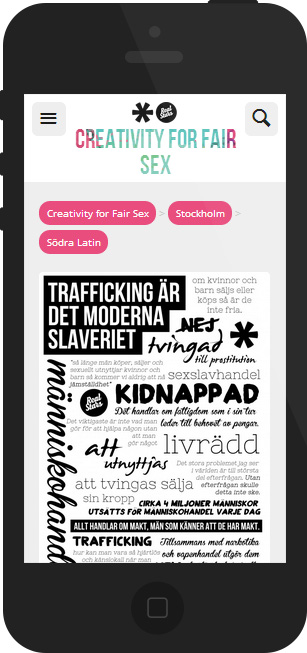 Real
Stars
CREATIVITY FOR FAIR
SEX
Creativity for Fair Sex > Stockholm >
Södra Latin
TRAFFICKING ÄR
DET MODERNA
SLAVERIET
om kvinnor och
barn säljs eller
köps så är de
inte fria.
NEJ
tvingad
till prostitution
"så länge män köper, säljer och
sexuellt utnyttjar kvinnor och
barn så kommer vi aldrig att nå
jämställdhet"
sexslavhandel
människohand
Real
Stars
KIDNAPPAD
Det handlar om fattigdom som i sin tur
leder till behovet av pengar.
Det viktigaste är inte vad man
gör för att hjälpa någon utan
att man
gör något
att
utnyttjas
livrädd
Det stora problemet jag ser
i världen är till största
del efterfrågan. Utan
efterfrågan skulle
detta inte ske.
att tvingas sälja
sin kropp
CIRKA 4 MILJONER MÄNNISKOR
UTSÄTTS FÖR MÄNNISKOHANDEL VARJE DAG
ALLT HANDLAR OM MAKT, MÄN SOM KÄNNER ATT DE HAR MAKT.
TRAFFICKING
Tillsammans med narkotika
och vapenhandel utgör den
hur kan man vara så hjärtlös
och känslokall när man